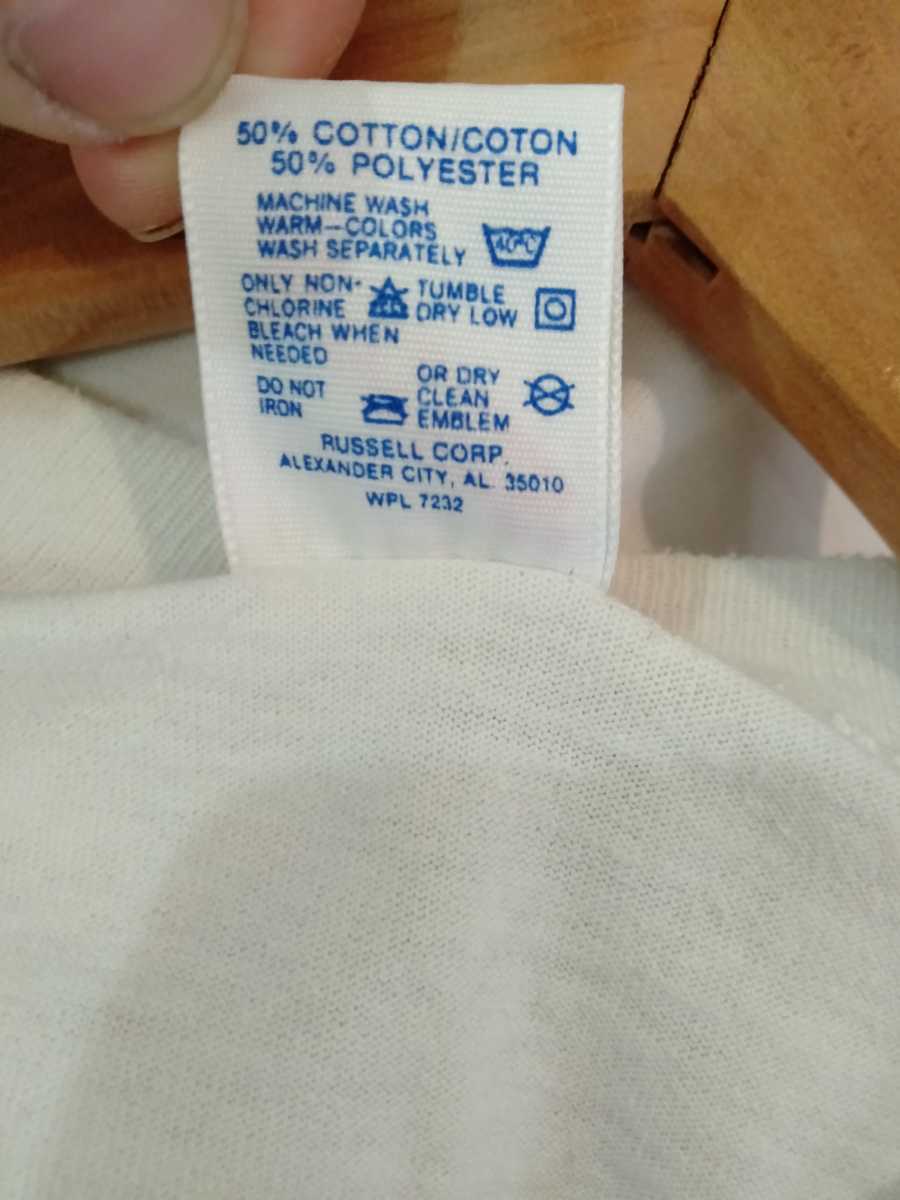 50% COTTON/COTON
50% POLYESTER
MACHINE WASH
WARM—COLORS
WASH SEPARATELY
40°C
ONLY NON-
CHLORINE
BLEACH WHEN
NEEDED
TUMBLE
DRY LOW
DO NOT
IRON
OR DRY
CLEAN
EMBLEM
RUSSELL CORP.
ALEXANDER CITY, AL. 35010
WPL 7232